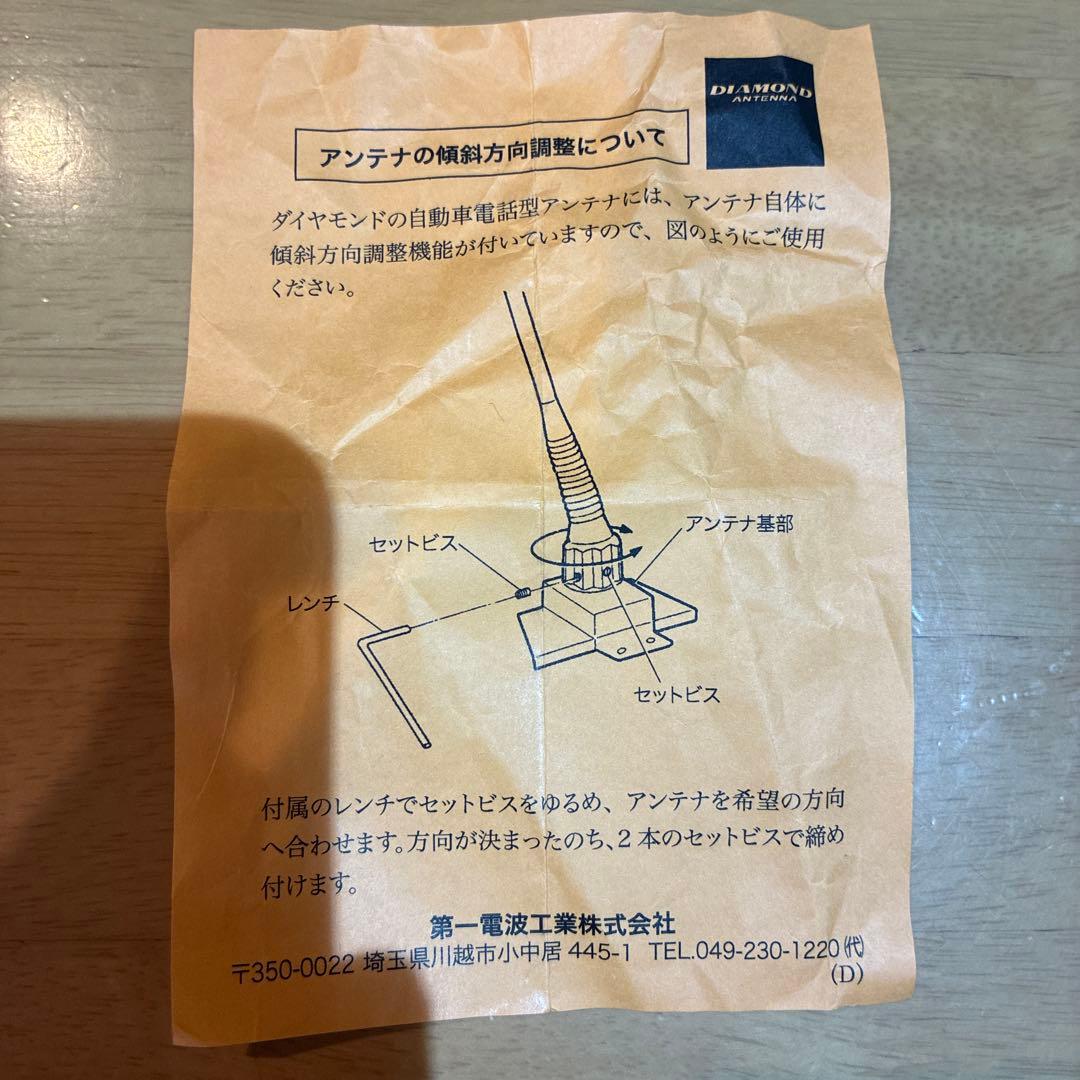 DIAMOND
ANTENNA
アンテナの傾斜方向調整について
ダイヤモンドの自動車電話型アンテナには、アンテナ自体に
傾斜方向調整機能が付いていますので、図のようにご使用
ください。
セットビス
アンテナ基部
レンチ
セットビス
付属のレンチでセットビスをゆるめ、アンテナを希望の方向
へ合わせます。方向が決まったのち、2本のセットビスで締め
付けます。
第一電波工業株式会社
〒350-0022 埼玉県川越市小中居 445-1 TEL.049-230-1220㈹
(D)